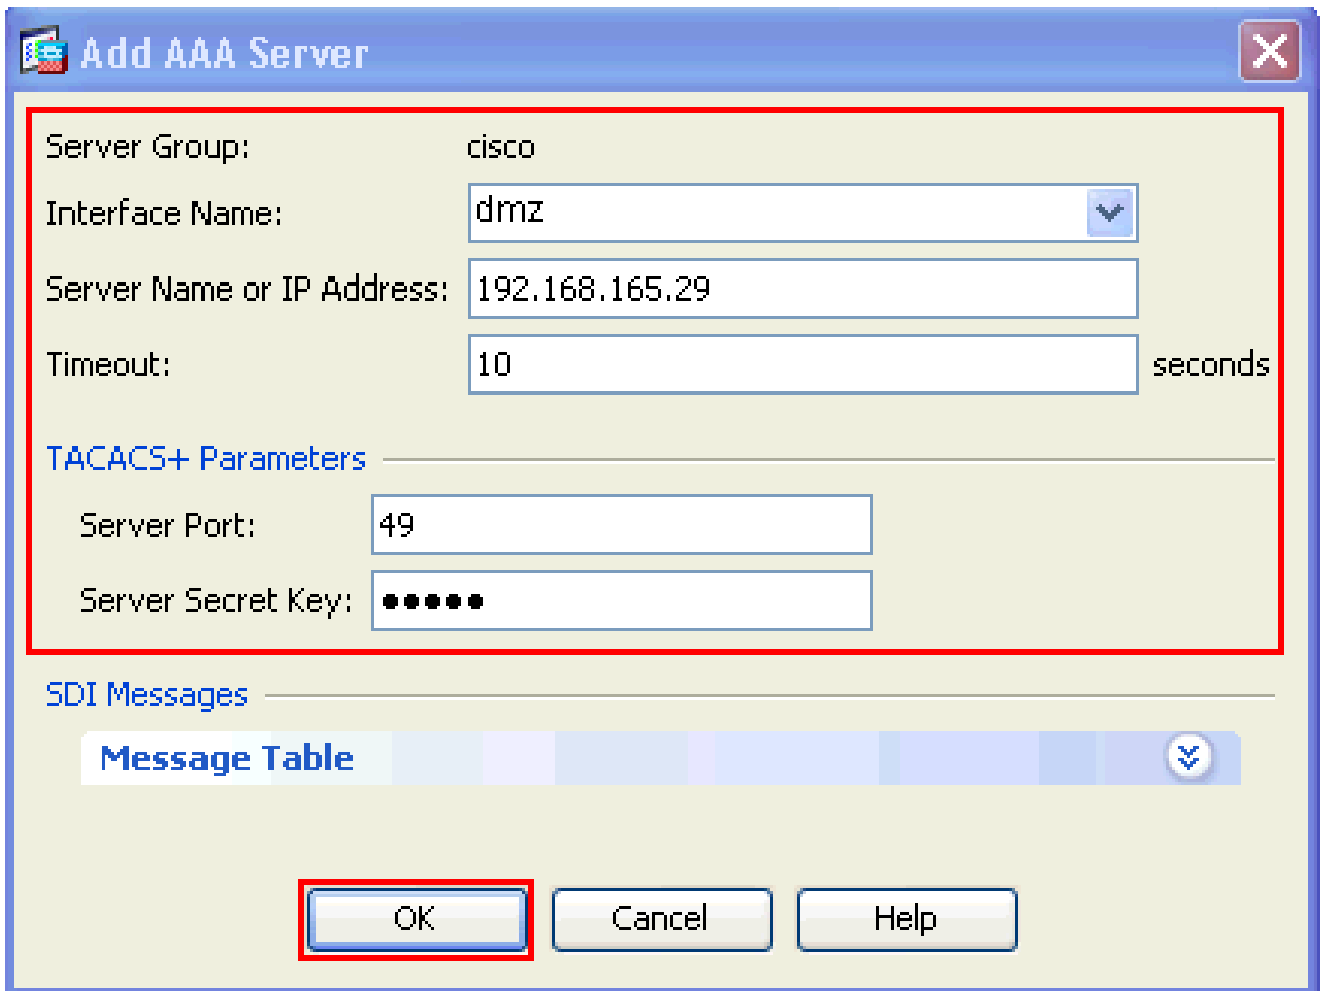 Add AAA Server
Server Group: cisco
Interface Name: dmz
Server Name or IP Address: 192.168.165.29
Timeout: 10 seconds
TACACS+ Parameters
Server Port: 49
Server Secret Key: •••••
SDI Messages
Message Table
OK Cancel Help